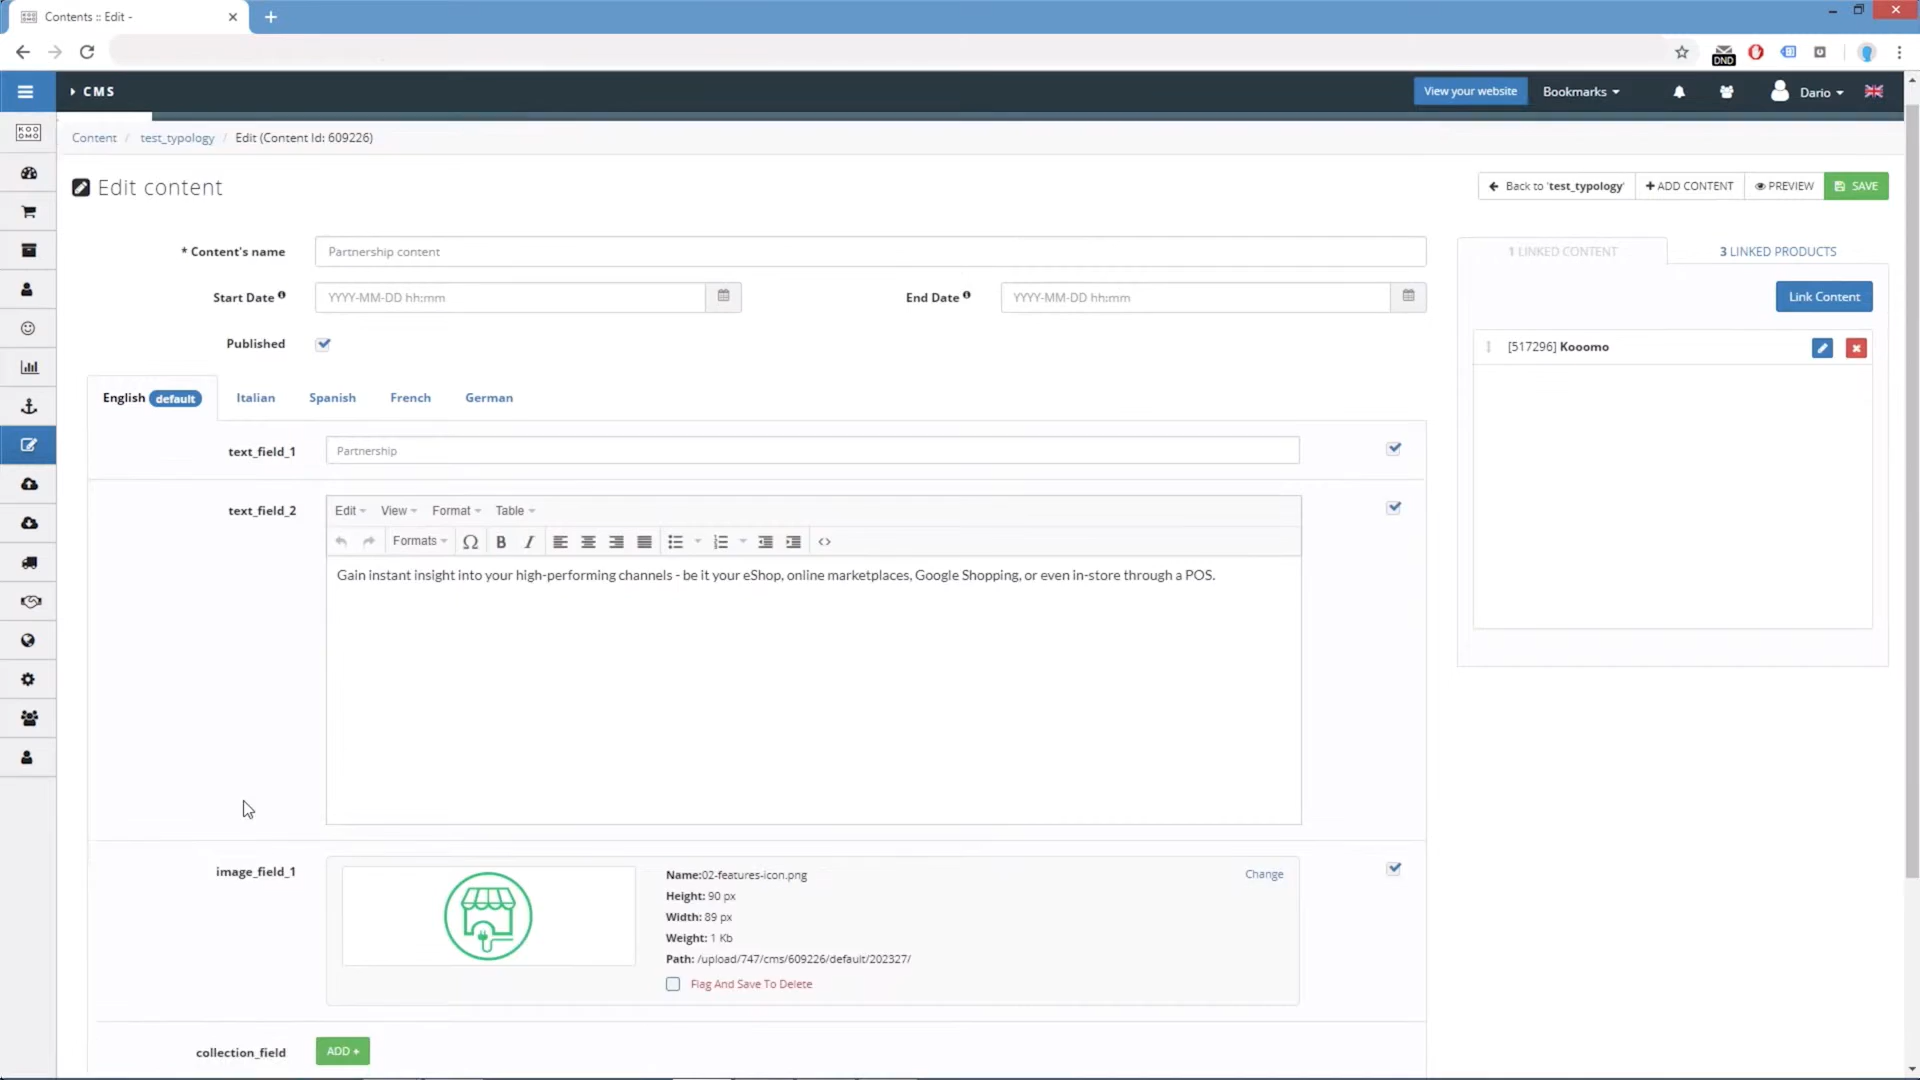 Contents :: Edit -
DND
CMS
View your website
Bookmarks
Dario
KOO
OMO
Content / test_typology / Edit (Content Id: 609226)
Edit content
Back to 'test_typology'
+ ADD CONTENT
PREVIEW
SAVE
* Content's name
Partnership content
1 LINKED CONTENT
3 LINKED PRODUCTS
Start Date
YYYY-MM-DD hh:mm
End Date
YYYY-MM-DD hh:mm
Link Content
Published
[517296] Kooomo
English default
Italian
Spanish
French
German
text_field_1
Partnership
text_field_2
Edit
View
Format
Table
Formats
Ω
B
I
<>
Gain instant insight into your high-performing channels - be it your eShop, online marketplaces, Google Shopping, or even in-store through a POS.
image_field_1
Name:02-features-icon.png
Change
Height: 90 px
Width: 89 px
Weight: 1 Kb
Path: /upload/747/cms/609226/default/202327/
Flag And Save To Delete
collection_field
ADD +